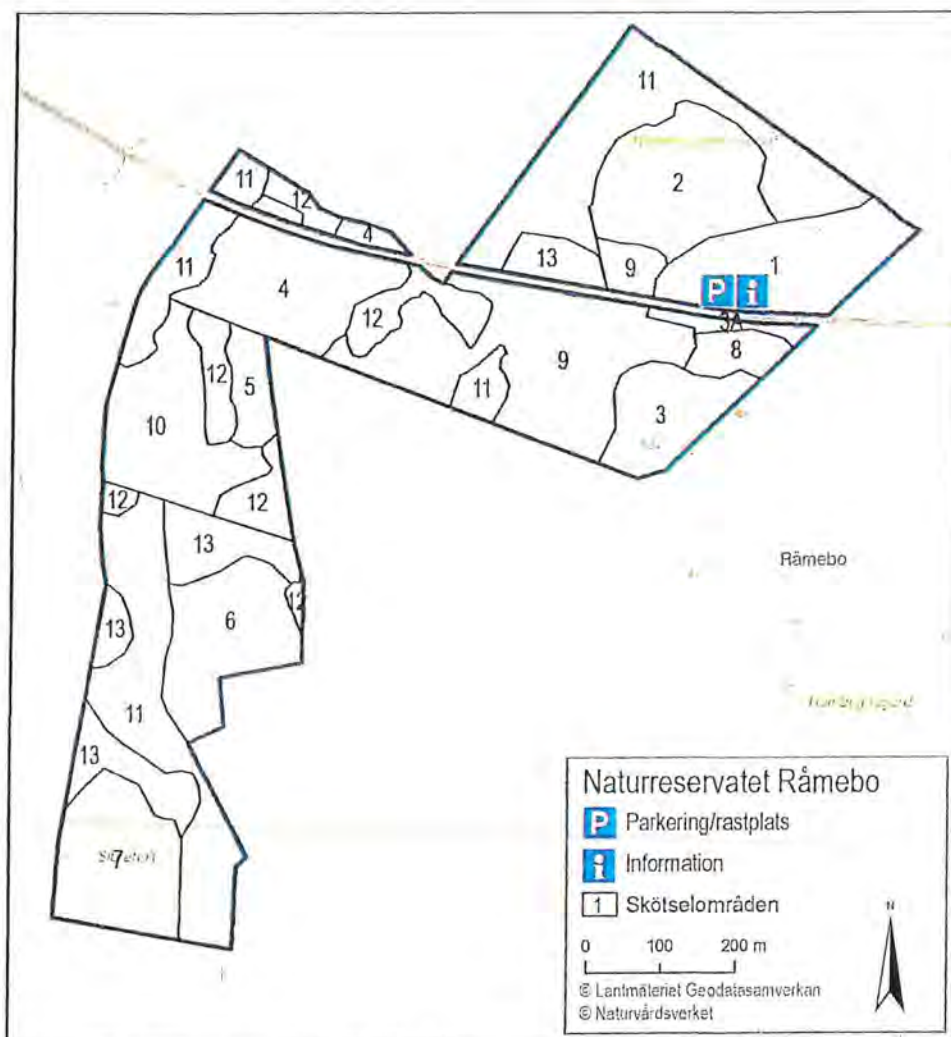 11
2
11
12
4
13
9
1
P i
3A
11
4
12
9
8
12
5
11
3
10
12
12
13
Råmebo
12
6
13
11
13
7
Naturreservatet Råmebo
P Parkering/rastplats
i Information
1 Skötselområden
N
0 100 200 m
© Lantmäteriet Geodatasamverkan
© Naturvårdsverket